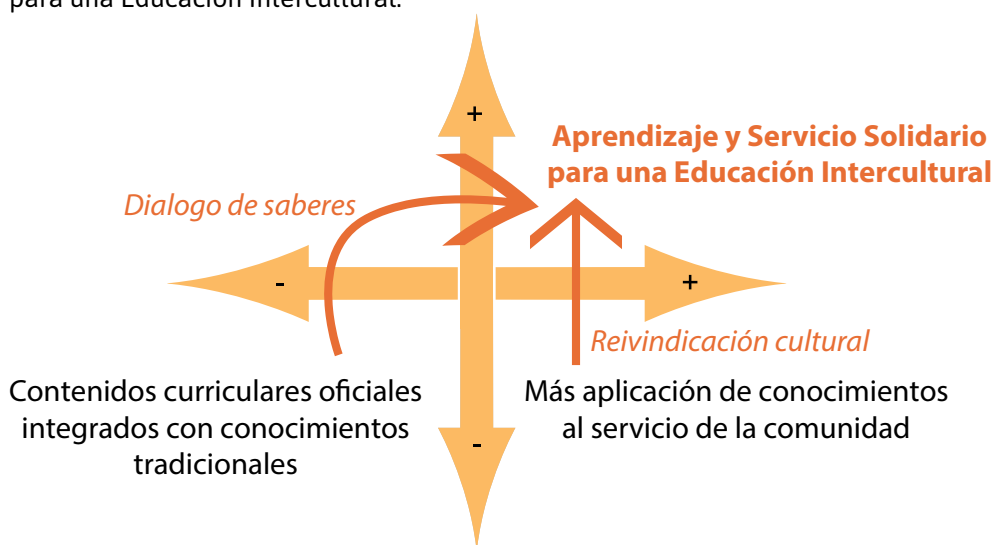 para una Educación Intercultural.
+
Aprendizaje y Servicio Solidario
para una Educación Intercultural
Dialogo de saberes
-
+
Reivindicación cultural
Contenidos curriculares oficiales
integrados con conocimientos
tradicionales
Más aplicación de conocimientos
al servicio de la comunidad
-